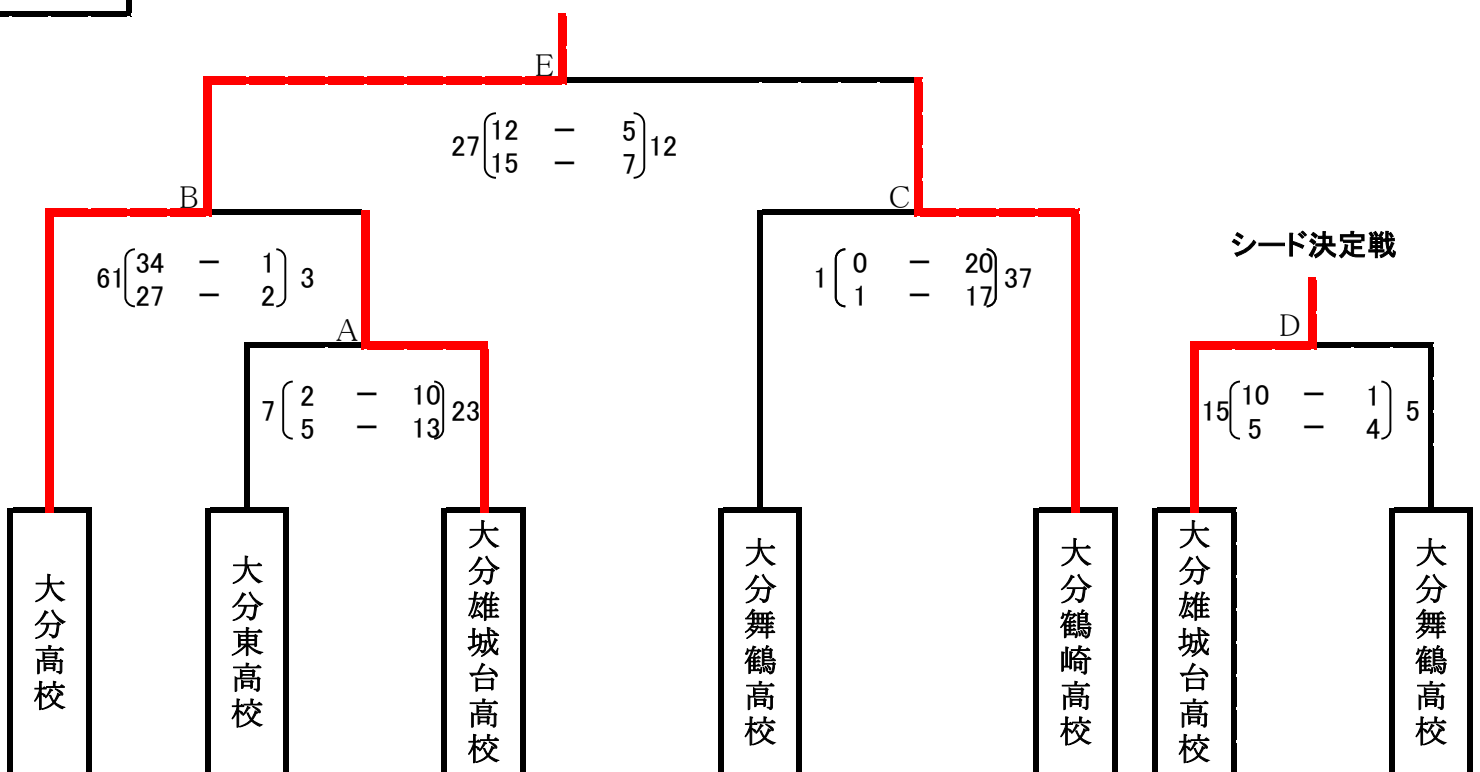 E
27 12 － 5 12
15 － 7
B
C
61 34 － 1 3
27 － 2
1 0 － 20 37
1 － 17
シード決定戦
A
D
7 2 － 10 23
5 － 13
15 10 － 1 5
5 － 4
大分高校
大分東高校
大分雄城台高校
大分舞鶴高校
大分鶴崎高校
大分雄城台高校
大分舞鶴高校